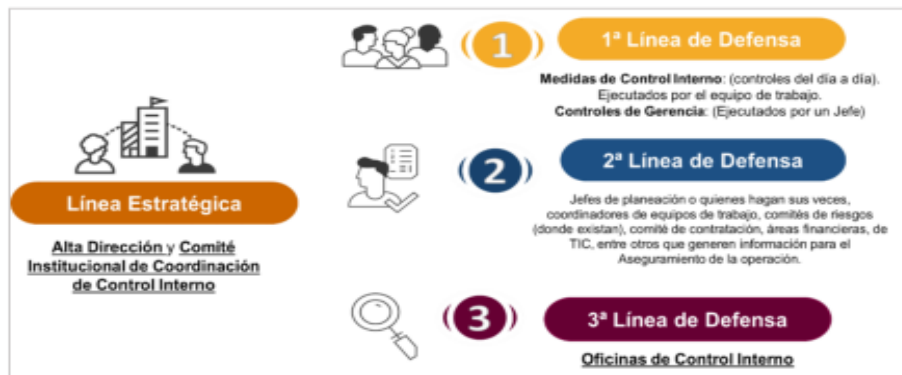 Línea Estratégica
Alta Dirección y Comité
Institucional de Coordinación
de Control Interno
1
1ª Línea de Defensa
Medidas de Control Interno: (controles del día a día).
Ejecutados por el equipo de trabajo.
Controles de Gerencia: (Ejecutados por un Jefe)
2
2ª Línea de Defensa
Jefes de planeación o quienes hagan sus veces,
coordinadores de equipos de trabajo, comités de riesgos
(donde existan), comité de contratación, áreas financieras, de
TIC, entre otros que generen información para el
Aseguramiento de la operación.
3
3ª Línea de Defensa
Oficinas de Control Interno